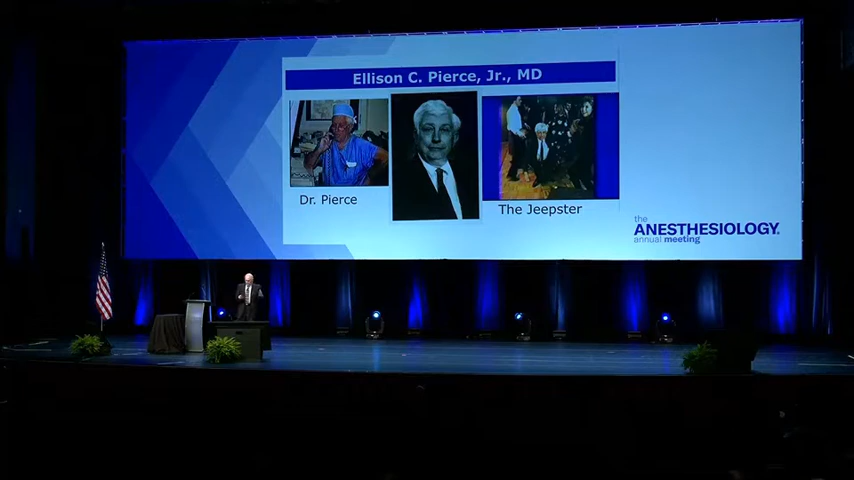 Ellison C. Pierce, Jr., MD
Dr. Pierce
The Jeepster
the
ANESTHESIOLOGY.
annual meeting